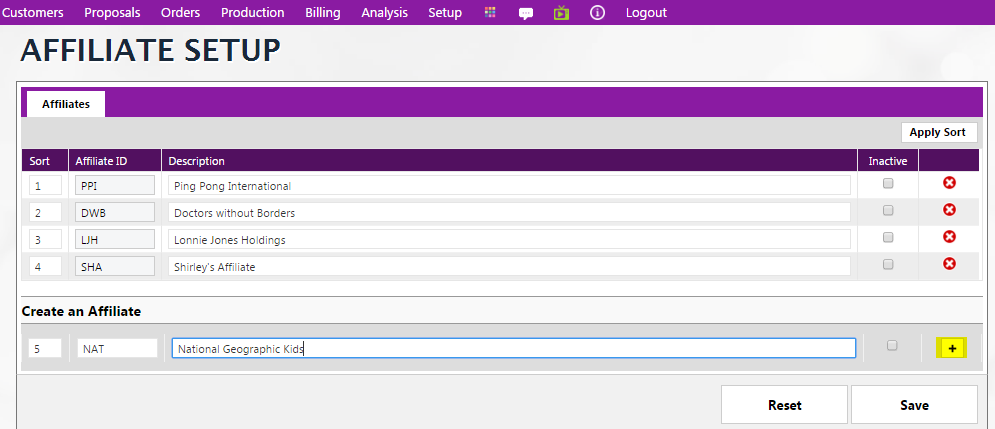 Customers Proposals Orders Production Billing Analysis Setup Logout
AFFILIATE SETUP
Affiliates
Apply Sort
Sort Affiliate ID Description Inactive
1 PPI Ping Pong International
2 DWB Doctors without Borders
3 LJH Lonnie Jones Holdings
4 SHA Shirley's Affiliate
Create an Affiliate
5 NAT National Geographic Kids +
Reset Save